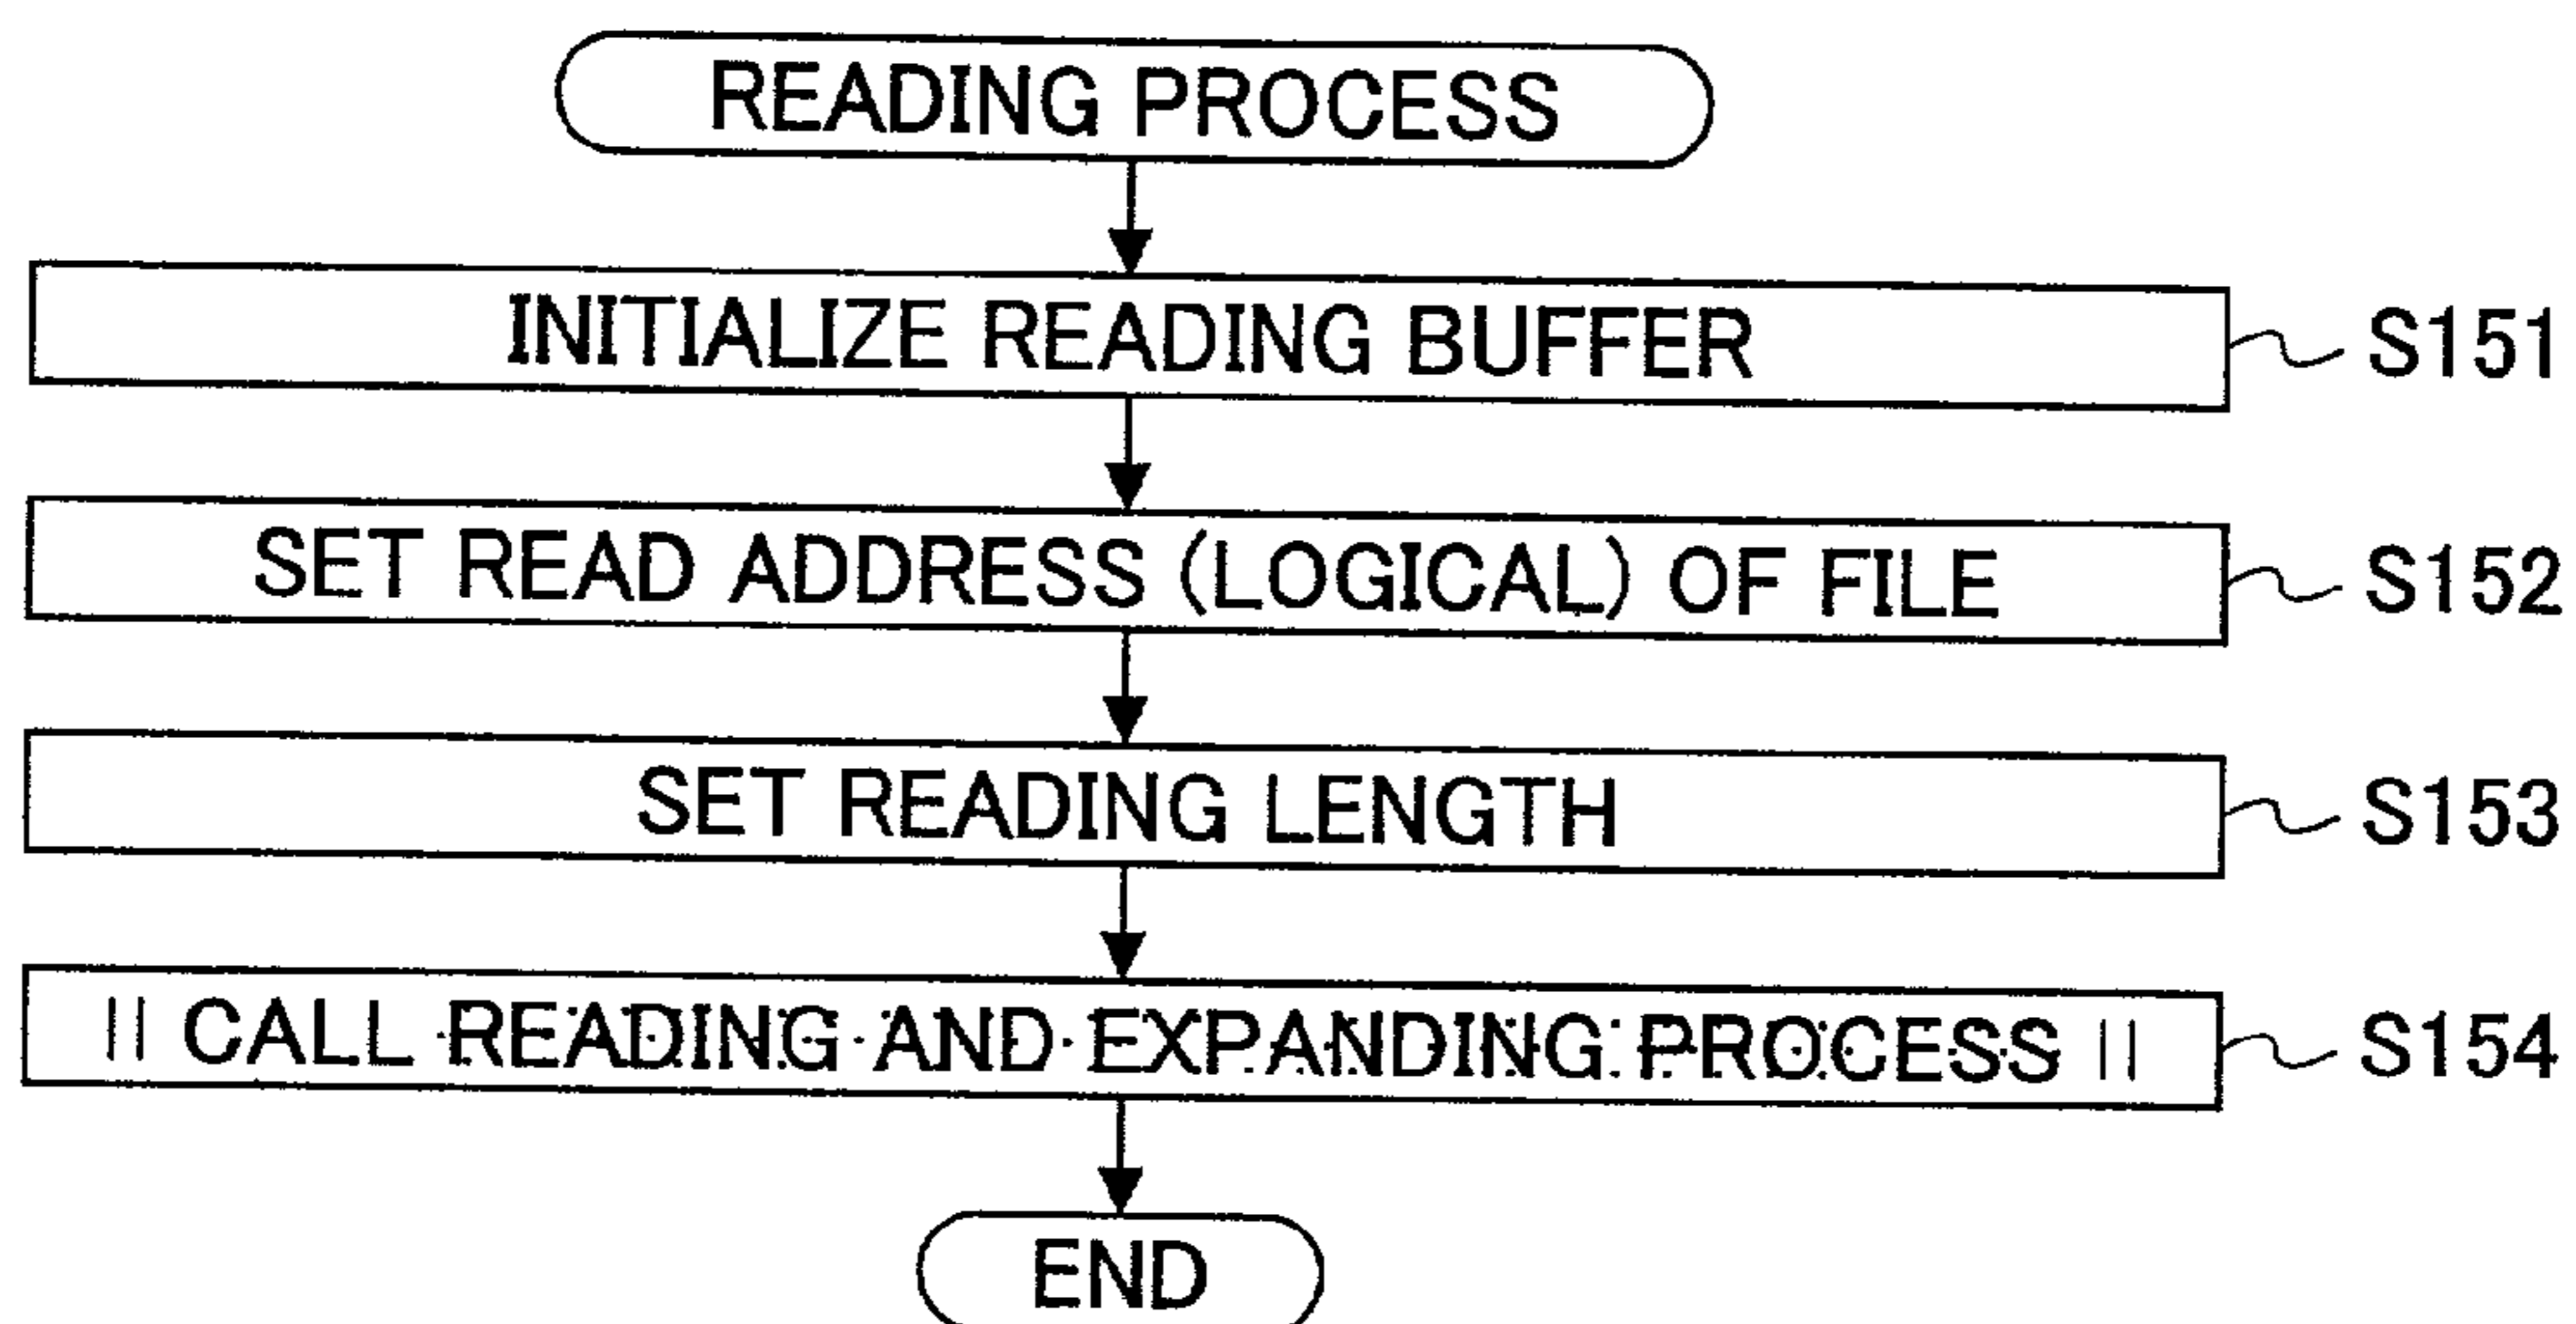 READING PROCESS
INITIALIZE READING BUFFER
S151
SET READ ADDRESS (LOGICAL) OF FILE
S152
SET READING LENGTH
S153
|| CALL READING AND EXPANDING PROCESS ||
S154
END